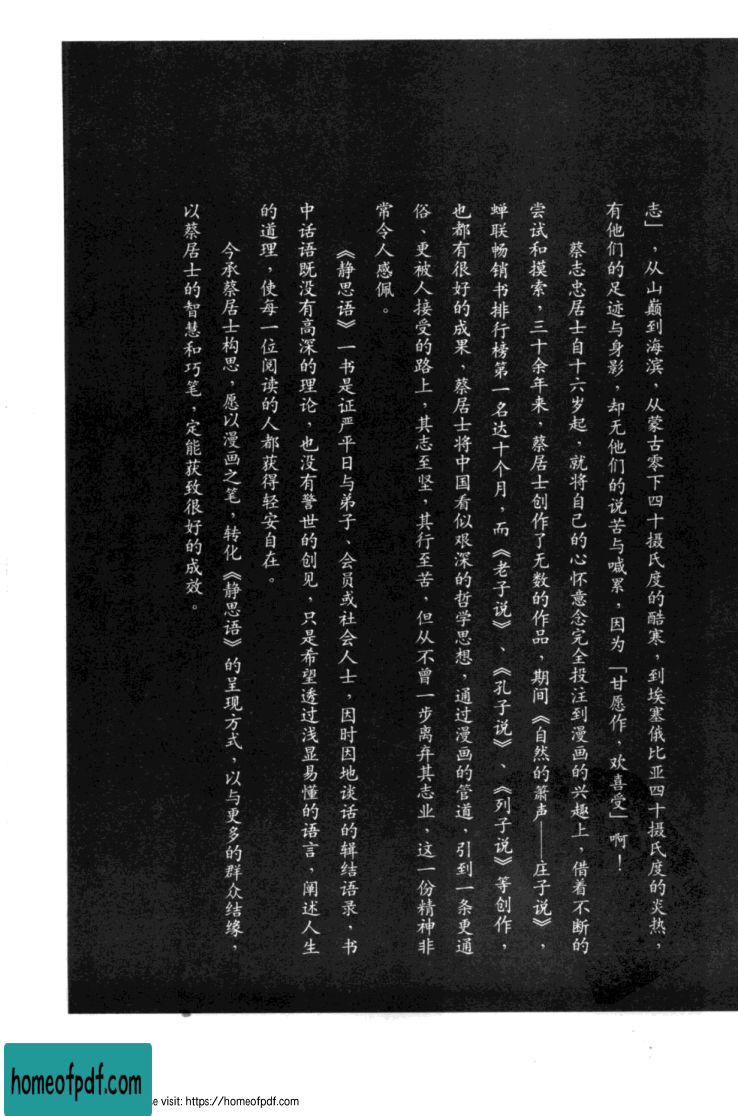 志」，从山巅到海滨，从蒙古零下四十摄氏度的酷寒，到埃塞俄比亚四十摄氏度的炎热，
有他们的足迹与身影，却无他们的说苦与喊累，因为「甘愿作，欢喜受」啊！
蔡志忠居士自十六岁起，就将自己的心怀意念完全投注到漫画的兴趣上，借着不断的
尝试和摸索，三十余年来，蔡居士创作了无数的作品，期间《自然的箫声——庄子说》，
蝉联畅销书排行榜第一名达十个月，而《老子说》、《孔子说》、《列子说》等创作，
也都有很好的成果，蔡居士将中国看似艰深的哲学思想，通过漫画的管道，引到一条更通
俗、更被人接受的路上，其志至坚，其行至苦，但从不曾一步离弃其志业，这一份精神非
常令人感佩。
《静思语》一书是证严平日与弟子、会员或社会人士，因时因地谈话的辑结语录，书
中话语既没有高深的理论，也没有警世的创见，只是希望透过浅显易懂的语言，阐述人生
的道理，使每一位阅读的人都获得轻安自在。
今承蔡居士构思，愿以漫画之笔，转化《静思语》的呈现方式，以与更多的群众结缘，
以蔡居士的智慧和巧笔，定能获致很好的成效。
homeofpdf.com
e visit: https://homeofpdf.com